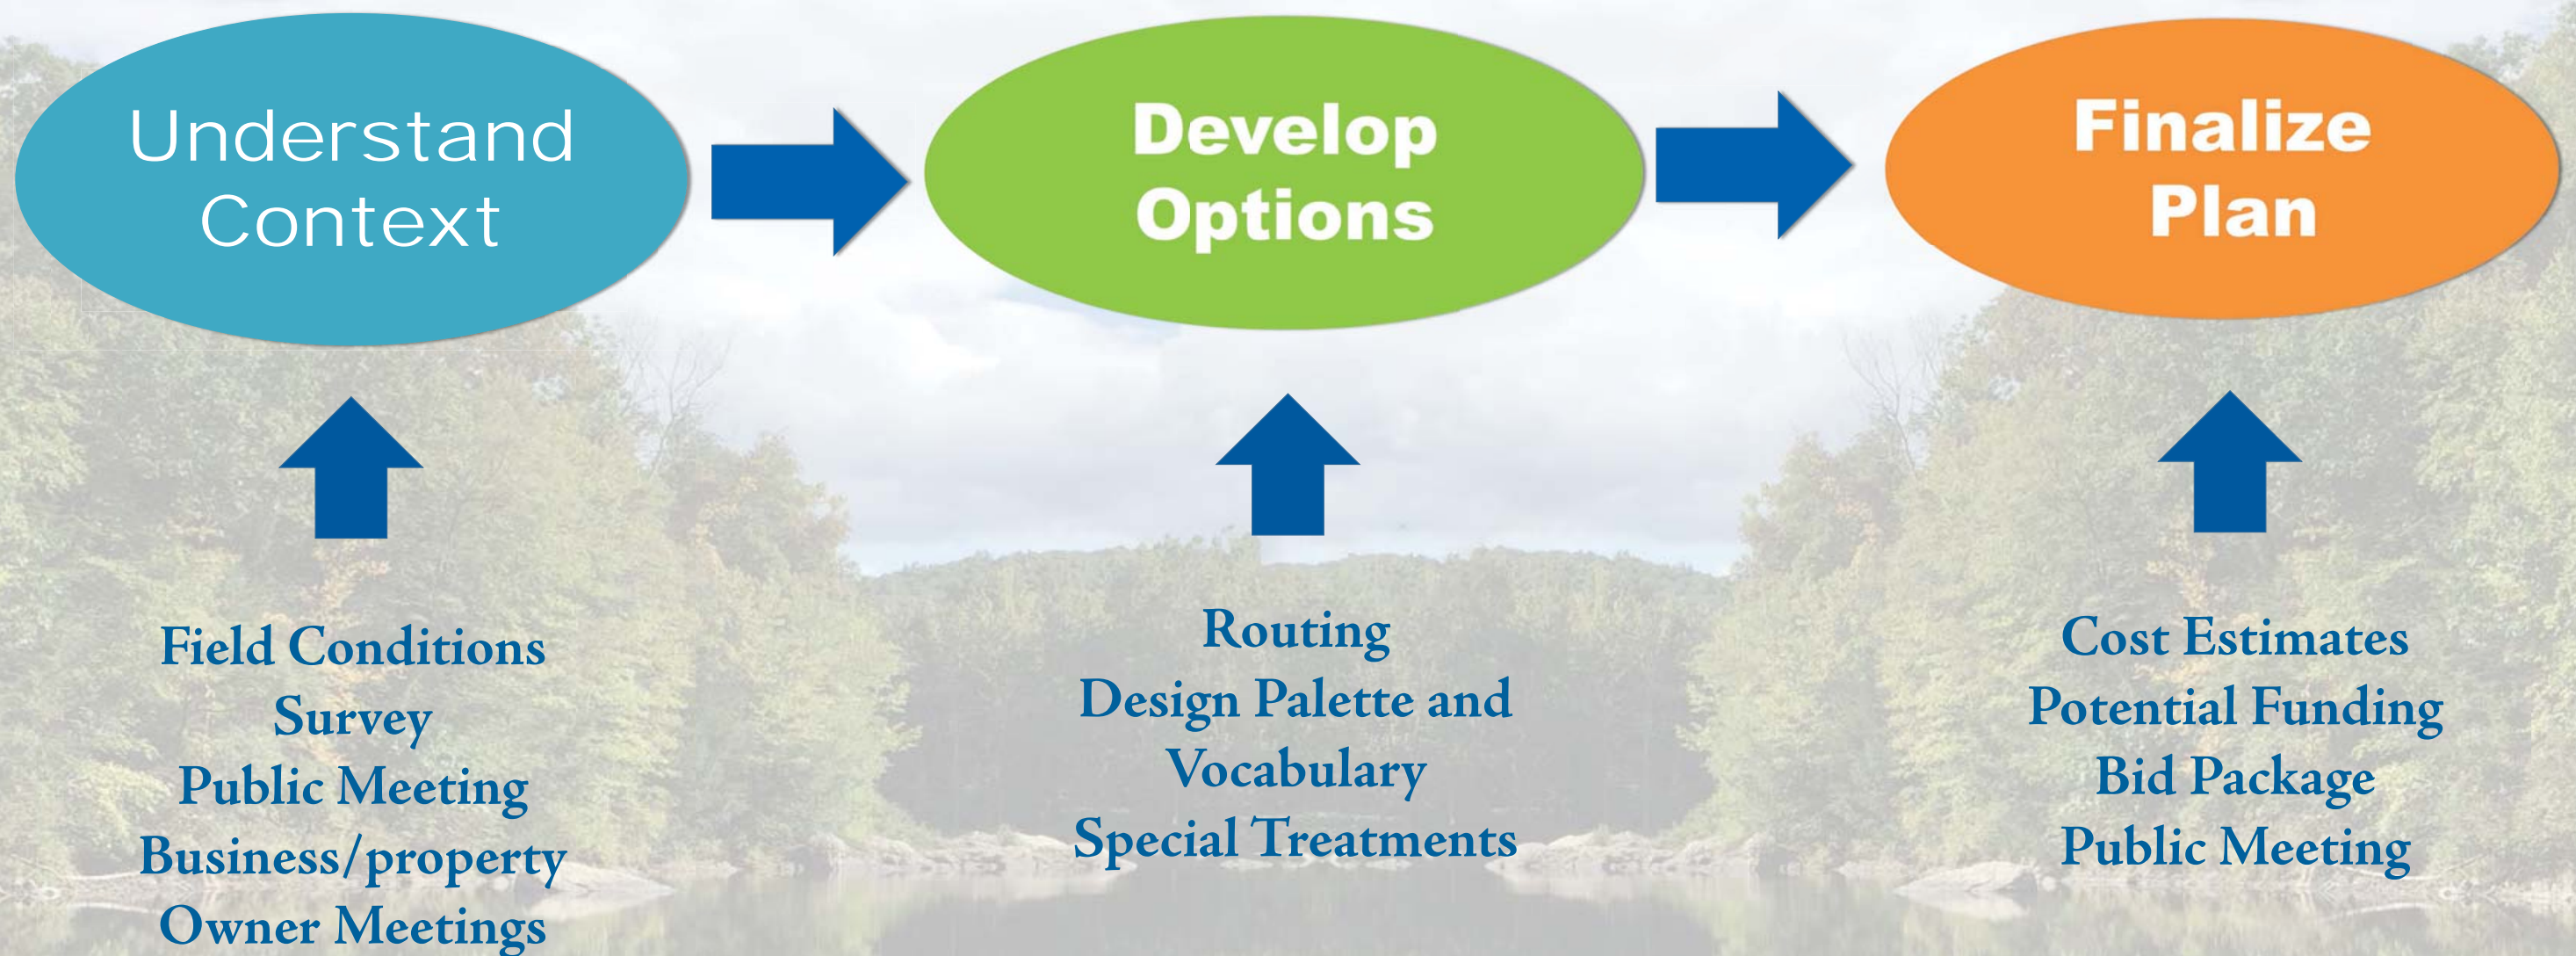 Understand
Context
Develop
Options
Finalize
Plan
Field Conditions
Survey
Public Meeting
Business/property
Owner Meetings
Routing
Design Palette and
Vocabulary
Special Treatments
Cost Estimates
Potential Funding
Bid Package
Public Meeting